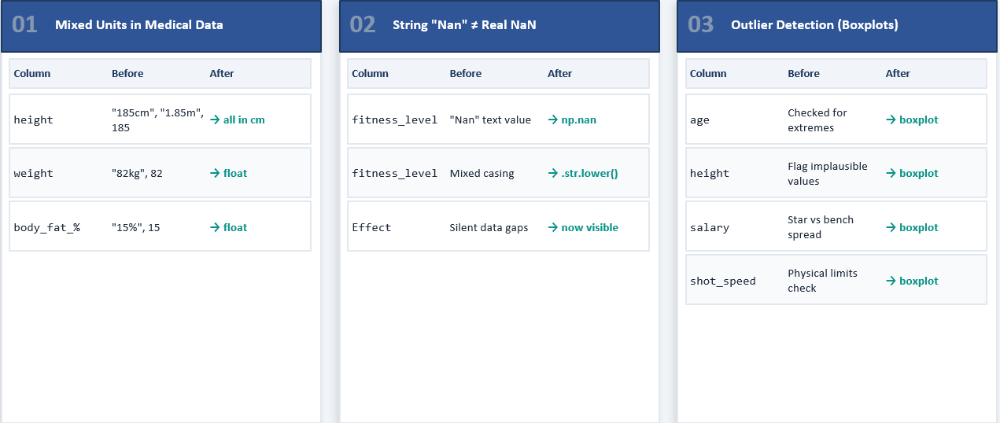 01 Mixed Units in Medical Data
Column Before After
height "185cm", "1.85m", 185 → all in cm
weight "82kg", 82 → float
body_fat_% "15%", 15 → float
02 String "Nan" ≠ Real NaN
Column Before After
fitness_level "Nan" text value → np.nan
fitness_level Mixed casing → .str.lower()
Effect Silent data gaps → now visible
03 Outlier Detection (Boxplots)
Column Before After
age Checked for extremes → boxplot
height Flag implausible values → boxplot
salary Star vs bench spread → boxplot
shot_speed Physical limits check → boxplot